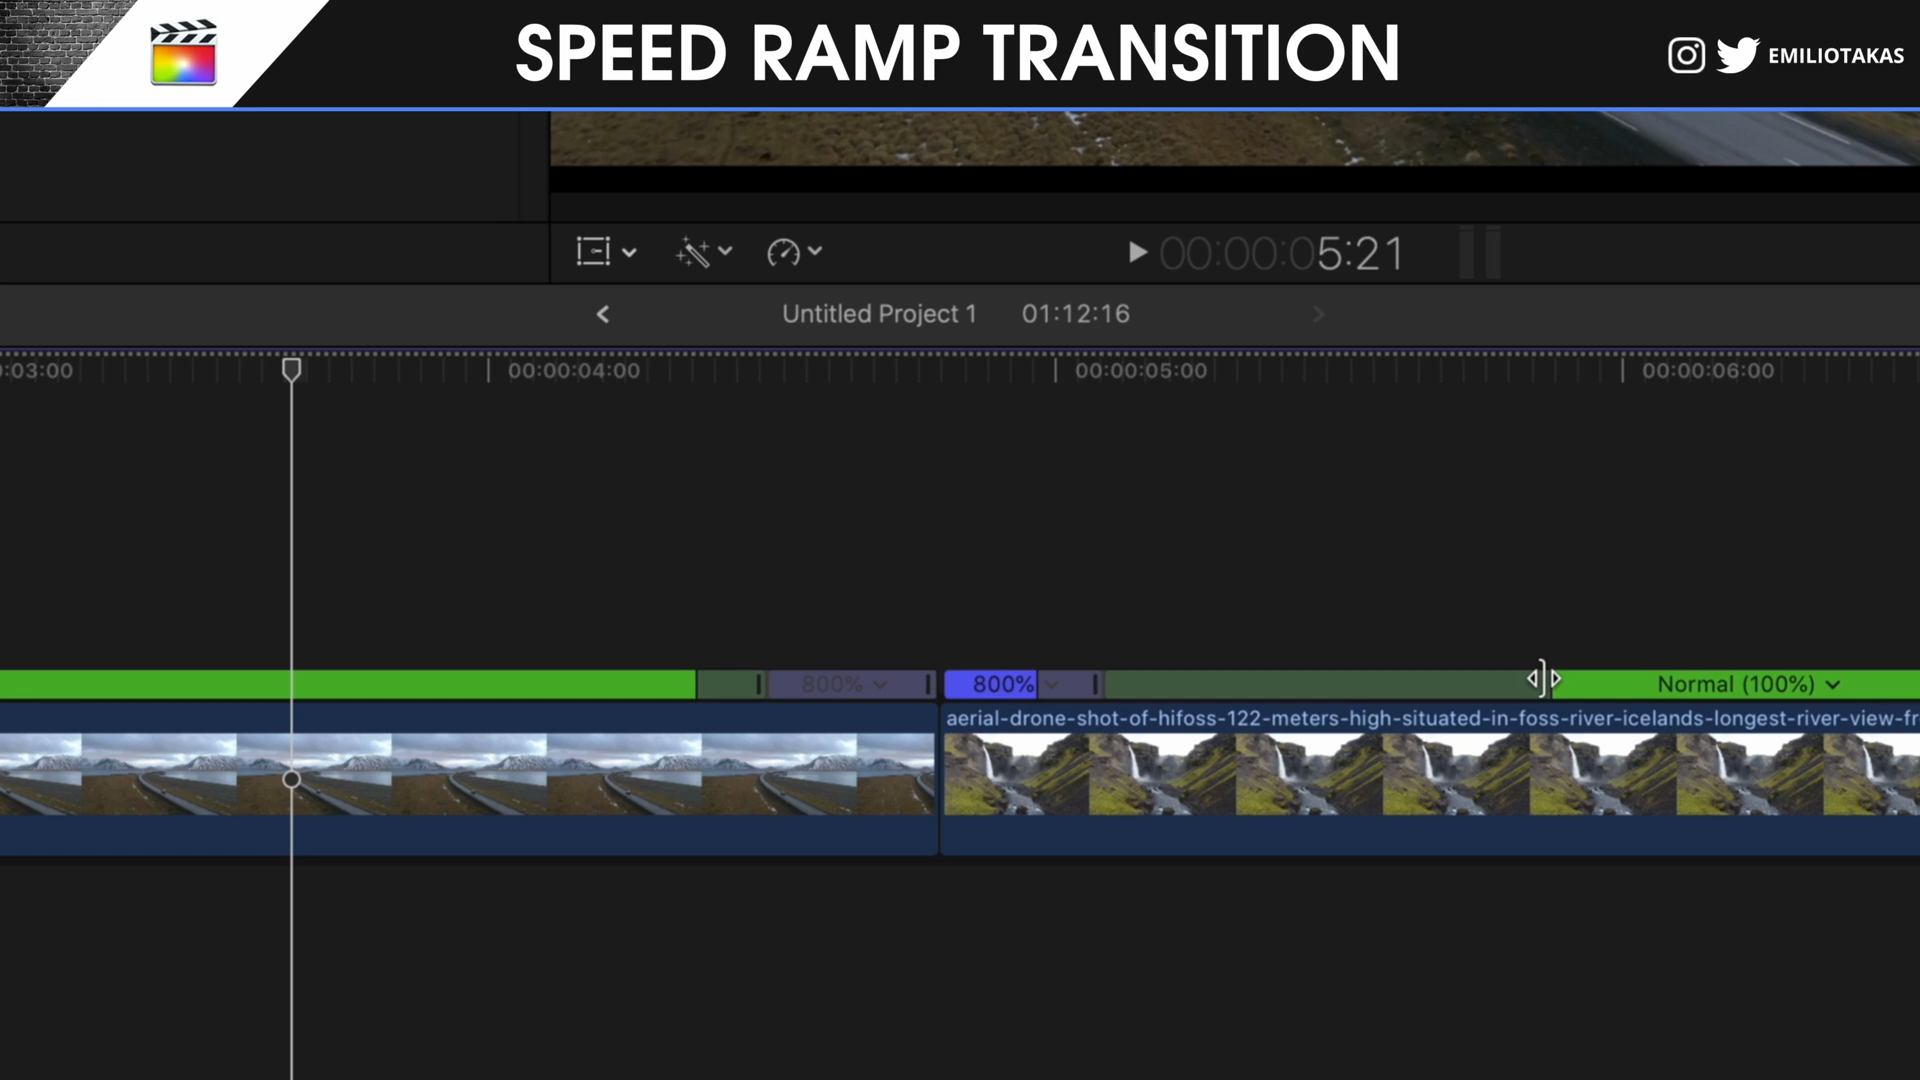 SPEED RAMP TRANSITION
EMILIOTAKAS
00:00:05:21
Untitled Project 1 01:12:16
:03:00 00:00:04:00 00:00:05:00 00:00:06:00
800% 800% Normal (100%)
aerial-drone-shot-of-hifoss-122-meters-high-situated-in-foss-river-icelands-longest-river-view-fr